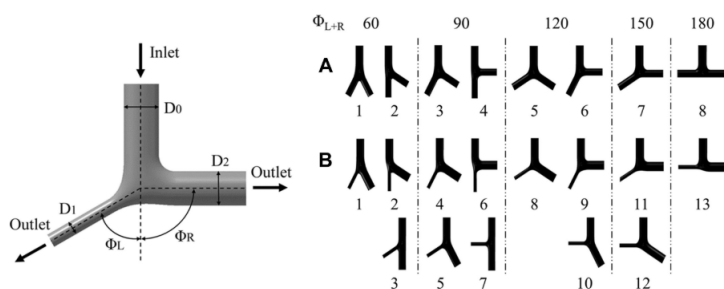 Inlet
D0
D2
Outlet
D1
Outlet
ΦL
ΦR
ΦL+R 60 90 120 150 180
A
1 2 3 4 5 6 7 8
B
1 2 4 6 8 9 11 13
3 5 7 10 12